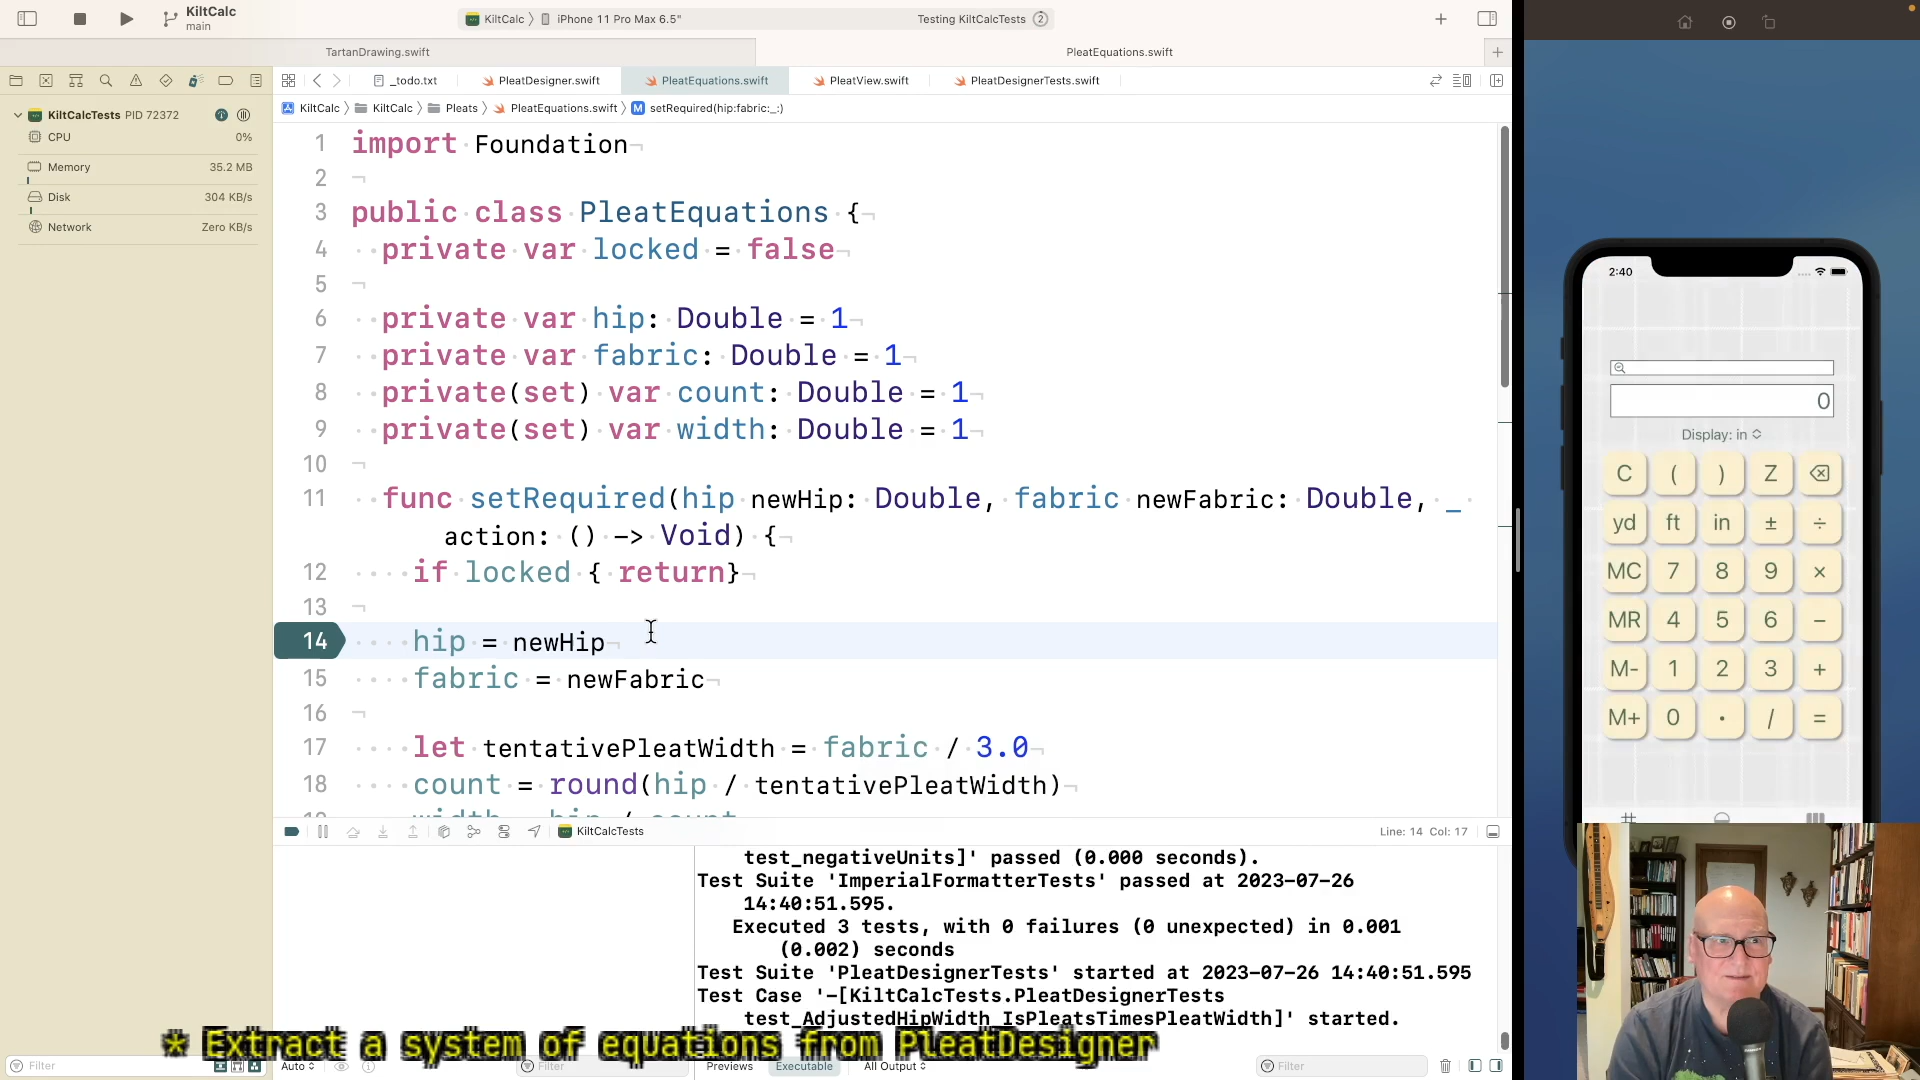 KiltCalc
main
KiltCalc 〉 iPhone 11 Pro Max 6.5"
Testing KiltCalcTests 2
TartanDrawing.swift
PleatEquations.swift
_todo.txt
PleatDesigner.swift
PleatEquations.swift
PleatView.swift
PleatDesignerTests.swift
KiltCalc 〉 KiltCalc 〉 Pleats 〉 PleatEquations.swift 〉 M setRequired(hip:fabric:_:)
KiltCalcTests PID 72372
CPU 0%
Memory 35.2 MB
Disk 304 KB/s
Network Zero KB/s
1 import Foundation
2
3 public class PleatEquations {
4 private var locked = false
5
6 private var hip: Double = 1
7 private var fabric: Double = 1
8 private(set) var count: Double = 1
9 private(set) var width: Double = 1
10
11 func setRequired(hip newHip: Double, fabric newFabric: Double, _
action: () -> Void) {
12 if locked { return}
13
14 hip = newHip
15 fabric = newFabric
16
17 let tentativePleatWidth = fabric / 3.0
18 count = round(hip / tentativePleatWidth)
KiltCalcTests
Line: 14 Col: 17
test_negativeUnits]' passed (0.000 seconds).
Test Suite 'ImperialFormatterTests' passed at 2023-07-26
14:40:51.595.
Executed 3 tests, with 0 failures (0 unexpected) in 0.001
(0.002) seconds
Test Suite 'PleatDesignerTests' started at 2023-07-26 14:40:51.595
Test Case '-[KiltCalcTests.PleatDesignerTests
test_AdjustedHipWidth_IsPleatsTimesPleatWidth]' started.
* Extract a system of equations from PleatDesigner
Filter
Auto
Filter
Previews
Executable
All Output
Filter
2:40
0
Display: in
C ( ) Z ⌫
yd ft in ± ÷
MC 7 8 9 ×
MR 4 5 6 −
M- 1 2 3 +
M+ 0 · / =